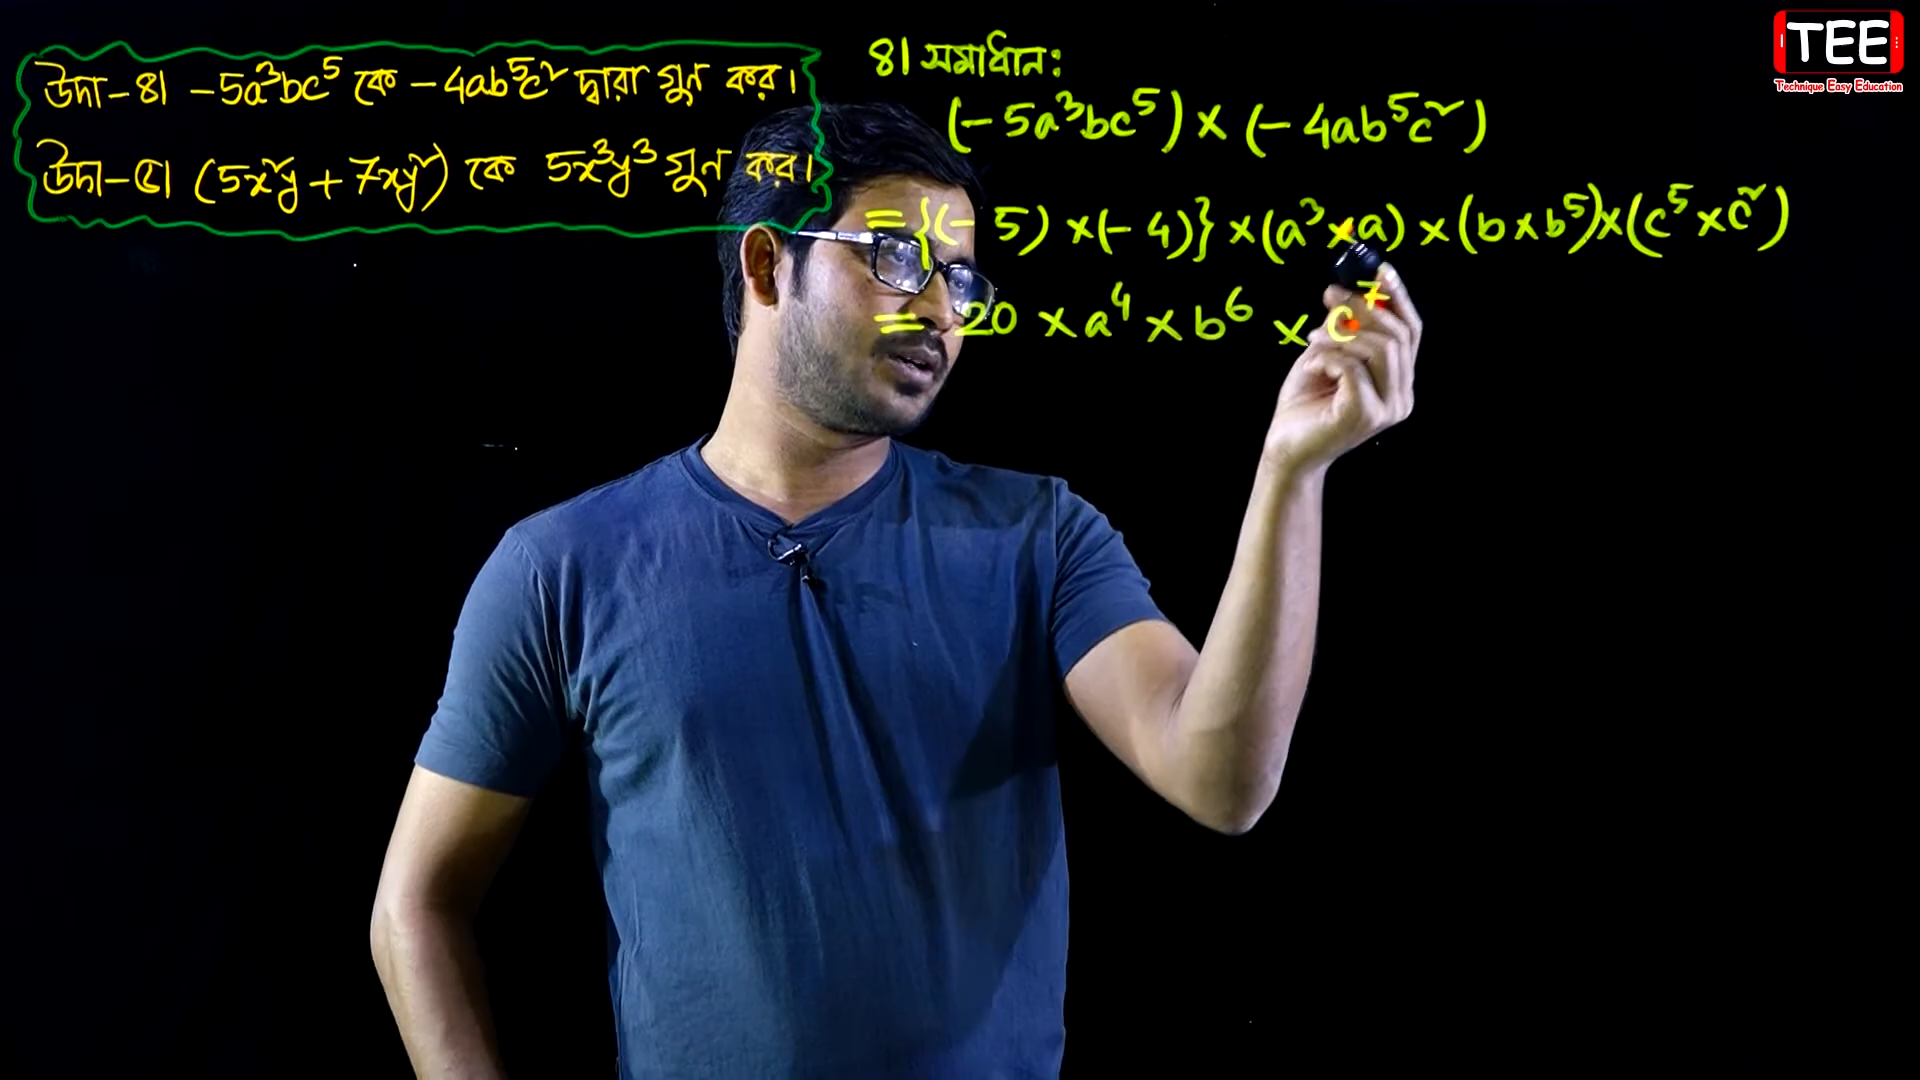 উদা-৪। -5a³bc⁵ কে -4ab⁵c² দ্বারা গুণ কর।
উদা-৫। (5x²y + 7xy²) কে 5x³y³ গুণ কর।
৪। সমাধান:
(-5a³bc⁵) × (-4ab⁵c²)
= {(-5) × (-4)} × (a³ × a) × (b × b⁵) × (c⁵ × c²)
= 20 × a⁴ × b⁶ × c⁷
TEE
Technique Easy Education